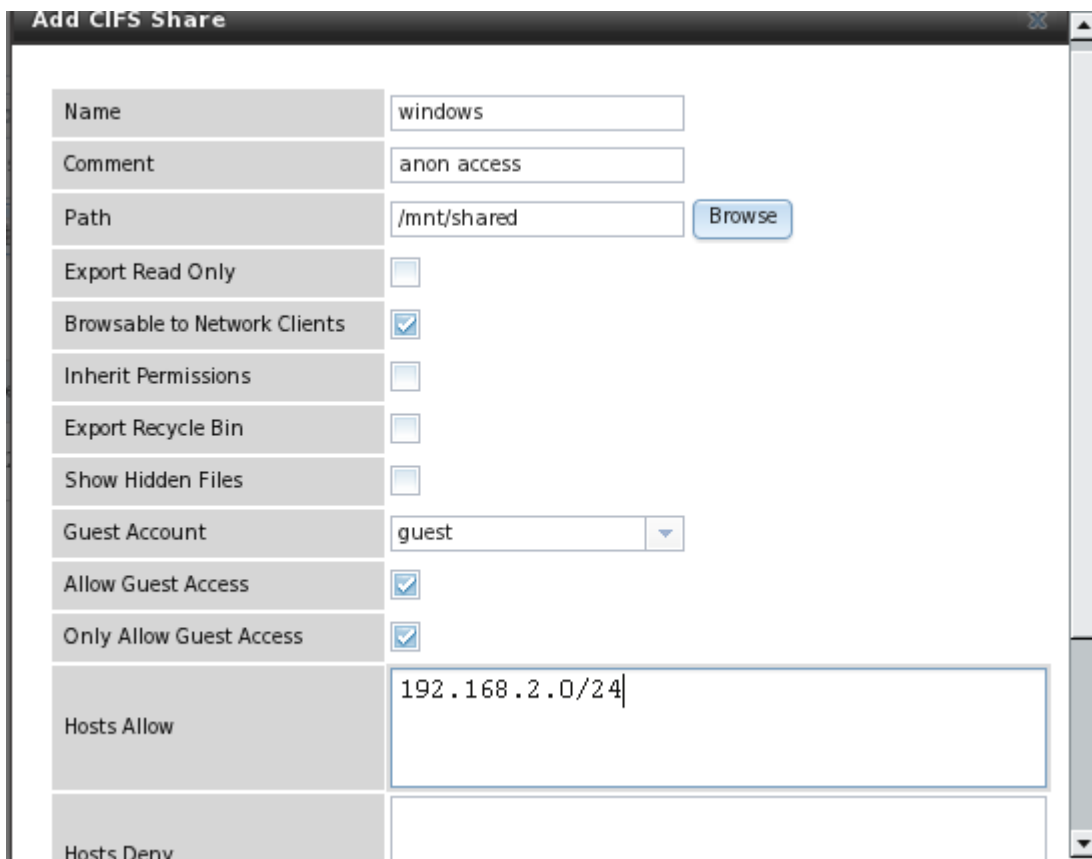 Add CIFS Share
Name windows
Comment anon access
Path /mnt/shared Browse
Export Read Only
Browsable to Network Clients
Inherit Permissions
Export Recycle Bin
Show Hidden Files
Guest Account guest
Allow Guest Access
Only Allow Guest Access
Hosts Allow 192.168.2.0/24
Hosts Deny